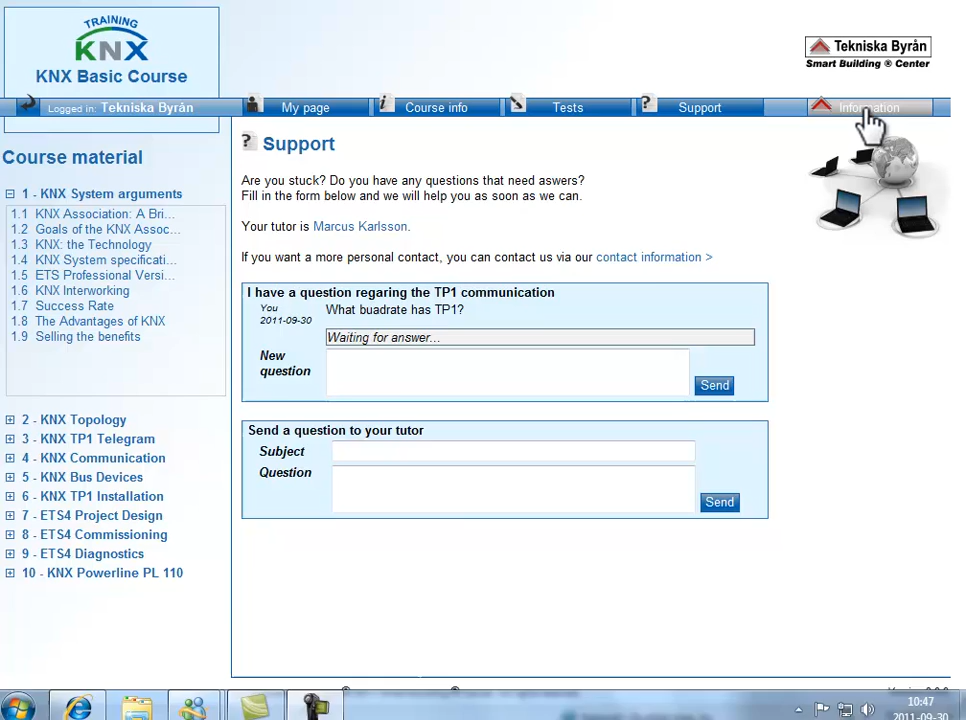 TRAINING
KNX
KNX Basic Course
Tekniska Byrån
Smart Building ® Center
Logged in: Tekniska Byrån
My page
Course info
Tests
Support
Information
Course material
1 - KNX System arguments
1.1 KNX Association: A Bri...
1.2 Goals of the KNX Assoc...
1.3 KNX: the Technology
1.4 KNX System specificati...
1.5 ETS Professional Versi...
1.6 KNX Interworking
1.7 Success Rate
1.8 The Advantages of KNX
1.9 Selling the benefits
2 - KNX Topology
3 - KNX TP1 Telegram
4 - KNX Communication
5 - KNX Bus Devices
6 - KNX TP1 Installation
7 - ETS4 Project Design
8 - ETS4 Commissioning
9 - ETS4 Diagnostics
10 - KNX Powerline PL 110
Support
Are you stuck? Do you have any questions that need aswers?
Fill in the form below and we will help you as soon as we can.
Your tutor is Marcus Karlsson.
If you want a more personal contact, you can contact us via our contact information >
I have a question regaring the TP1 communication
You
2011-09-30
What buadrate has TP1?
Waiting for answer...
New
question
Send
Send a question to your tutor
Subject
Question
Send
10:47
2011-09-30